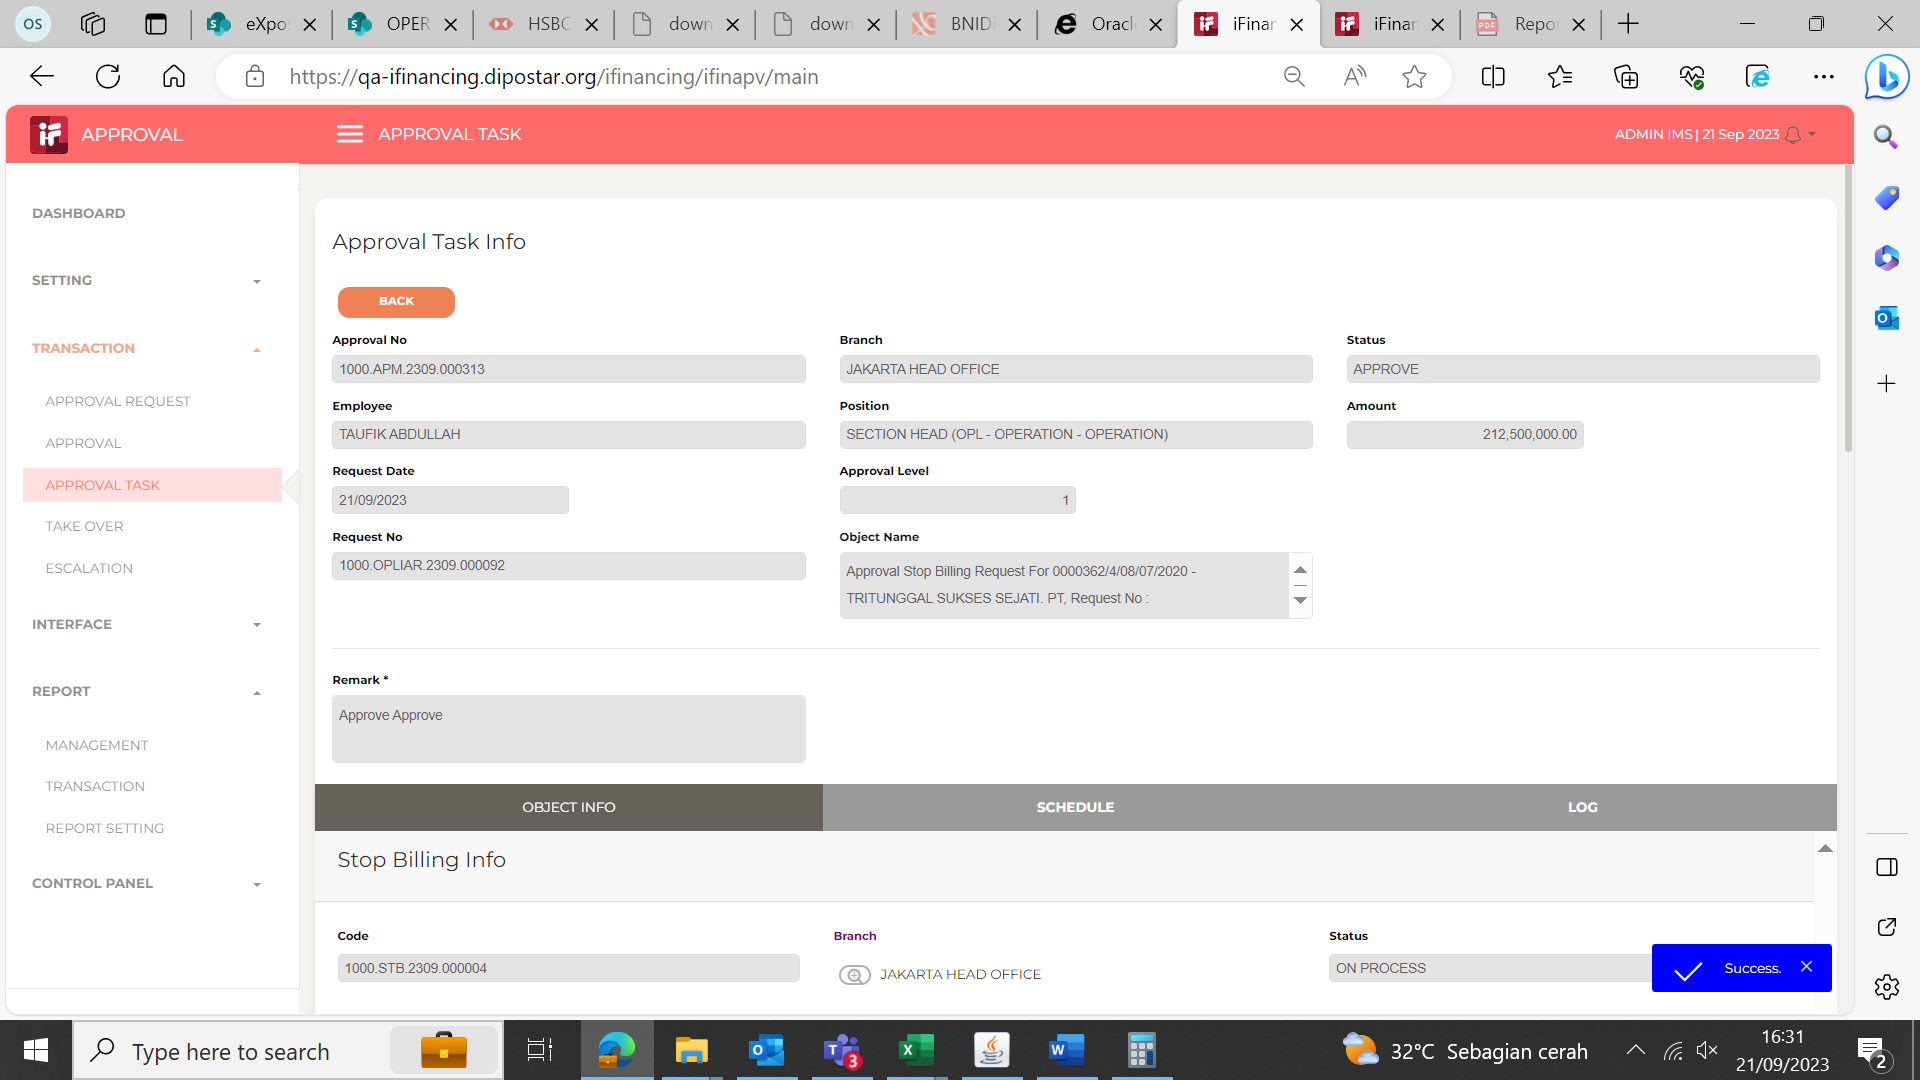 OS
eXpo
OPER
HSBC
down
down
BNIDi
Oracl
iFinan
iFinan
Repo
https://qa-ifinancing.dipostar.org/ifinancing/ifinapv/main
iF APPROVAL
APPROVAL TASK
ADMIN IMS | 21 Sep 2023
DASHBOARD
SETTING
TRANSACTION
APPROVAL REQUEST
APPROVAL
APPROVAL TASK
TAKE OVER
ESCALATION
INTERFACE
REPORT
MANAGEMENT
TRANSACTION
REPORT SETTING
CONTROL PANEL
Approval Task Info
BACK
Approval No
1000.APM.2309.000313
Branch
JAKARTA HEAD OFFICE
Status
APPROVE
Employee
TAUFIK ABDULLAH
Position
SECTION HEAD (OPL - OPERATION - OPERATION)
Amount
212,500,000.00
Request Date
21/09/2023
Approval Level
1
Request No
1000.OPLIAR.2309.000092
Object Name
Approval Stop Billing Request For 0000362/4/08/07/2020 -
TRITUNGGAL SUKSES SEJATI. PT, Request No :
Remark *
Approve Approve
OBJECT INFO
SCHEDULE
LOG
Stop Billing Info
Code
1000.STB.2309.000004
Branch
JAKARTA HEAD OFFICE
Status
ON PROCESS
Success.
Type here to search
3
32°C Sebagian cerah
16:31
21/09/2023
2